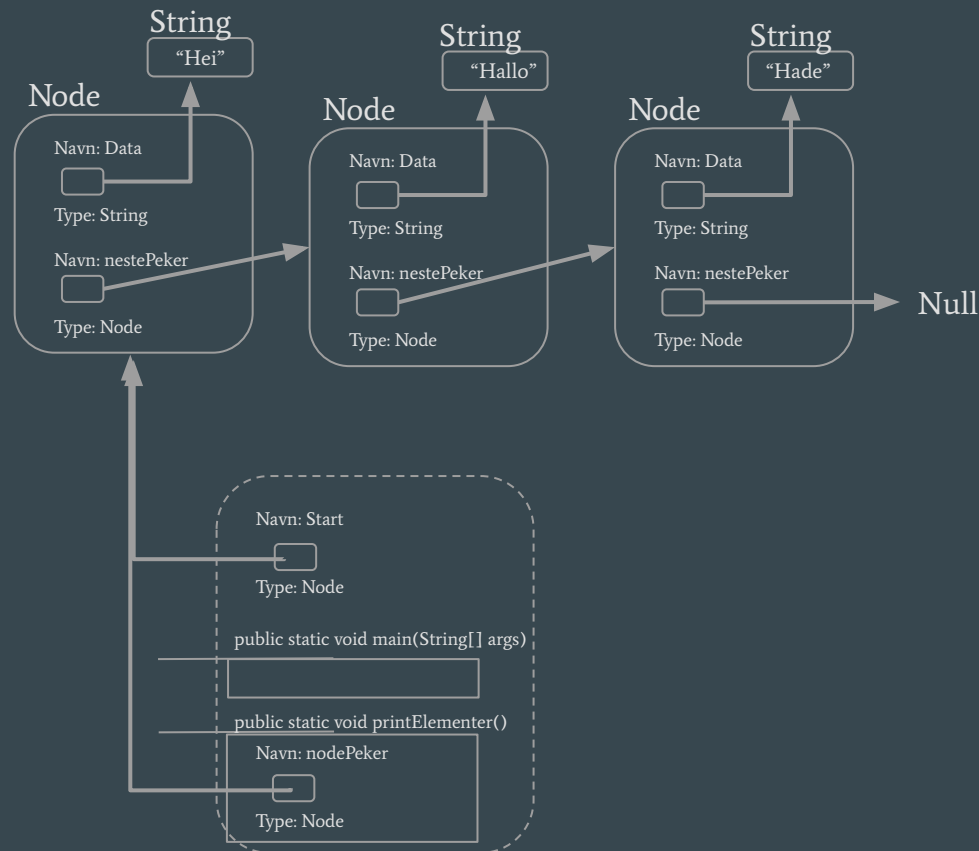 String
“Hei”
Node
Navn: Data
Type: String
Navn: nestePeker
Type: Node
String
“Hallo”
Node
Navn: Data
Type: String
Navn: nestePeker
Type: Node
String
“Hade”
Node
Navn: Data
Type: String
Navn: nestePeker
Type: Node
Null
Navn: Start
Type: Node
public static void main(String[] args)
public static void printElementer()
Navn: nodePeker
Type: Node